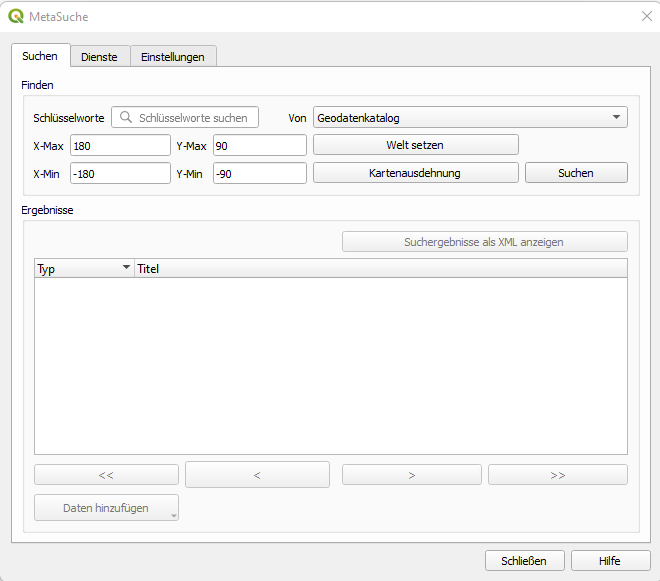 MetaSuche
Suchen Dienste Einstellungen
Finden
Schlüsselworte Schlüsselworte suchen Von Geodatenkatalog
X-Max 180 Y-Max 90 Welt setzen
X-Min -180 Y-Min -90 Kartenausdehnung Suchen
Ergebnisse
Suchergebnisse als XML anzeigen
Typ Titel
<< < > >>
Daten hinzufügen
Schließen Hilfe